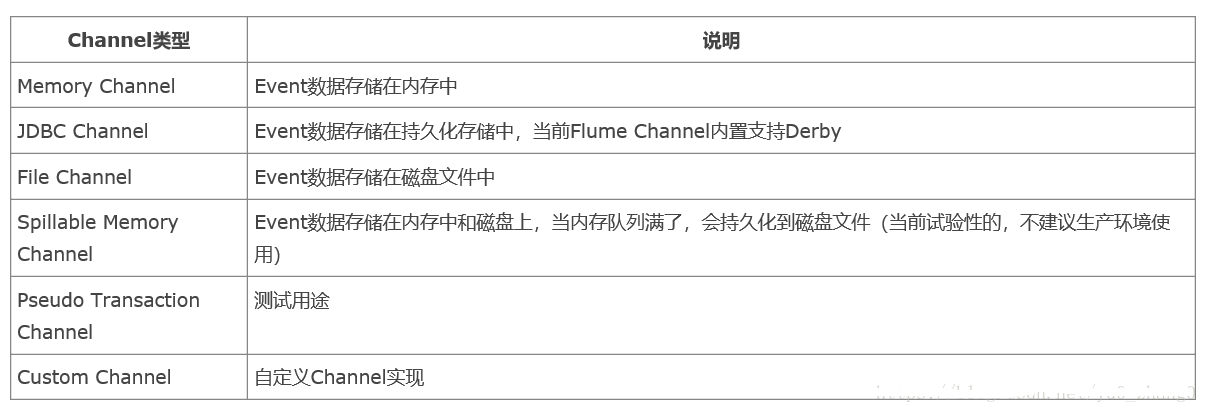 Channel类型 说明
Memory Channel Event数据存储在内存中
JDBC Channel Event数据存储在持久化存储中，当前Flume Channel内置支持Derby
File Channel Event数据存储在磁盘文件中
Spillable Memory Event数据存储在内存中和磁盘上，当内存队列满了，会持久化到磁盘文件（当前试验性的，不建议生产环境使
Channel 用）
Pseudo Transaction 测试用途
Channel
Custom Channel 自定义Channel实现